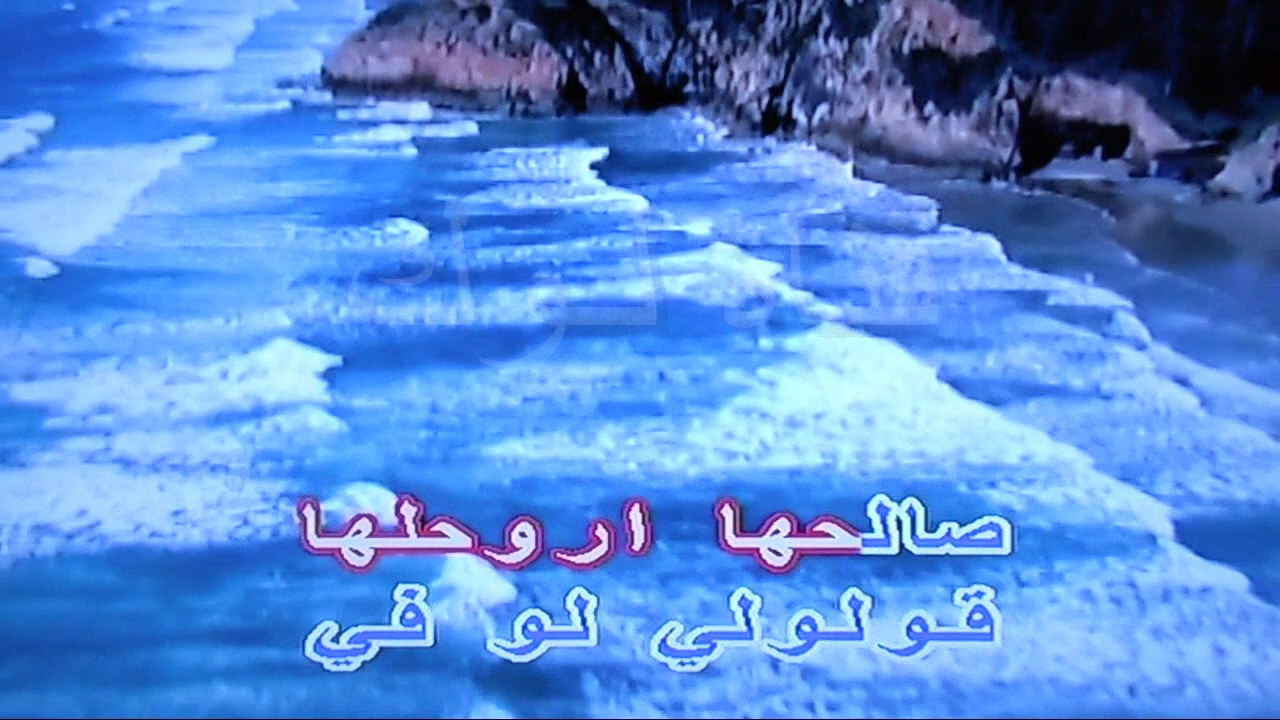 صالحها اروحلها
قولولي لو في